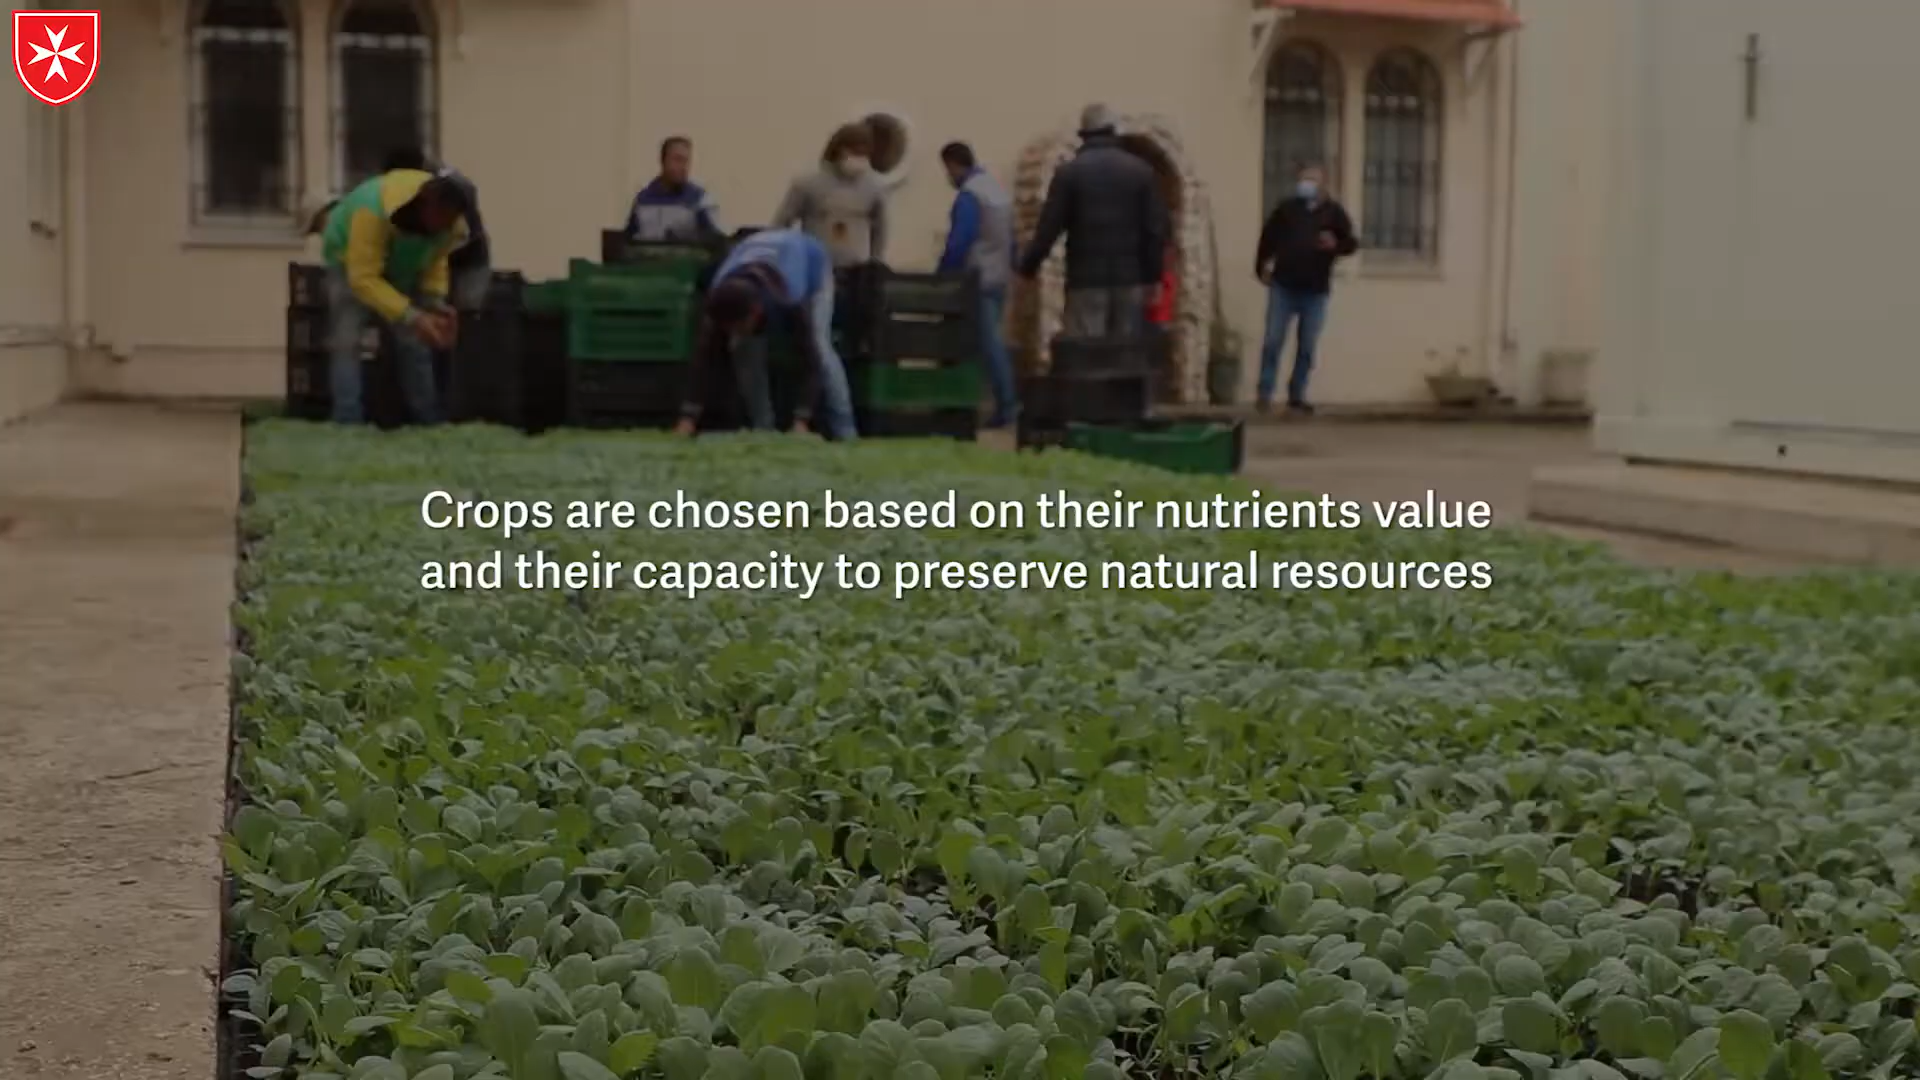 Crops are chosen based on their nutrients value
and their capacity to preserve natural resources